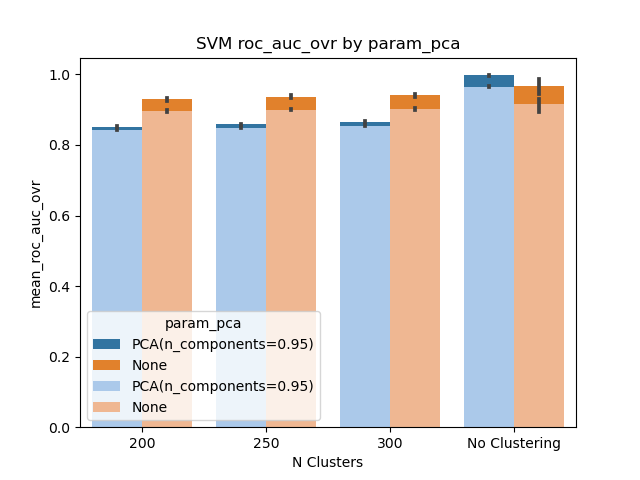 SVM roc_auc_ovr by param_pca
mean_roc_auc_ovr
1.0
0.8
0.6
0.4
0.2
0.0
param_pca
PCA(n_components=0.95)
None
PCA(n_components=0.95)
None
200
250
300
No Clustering
N Clusters